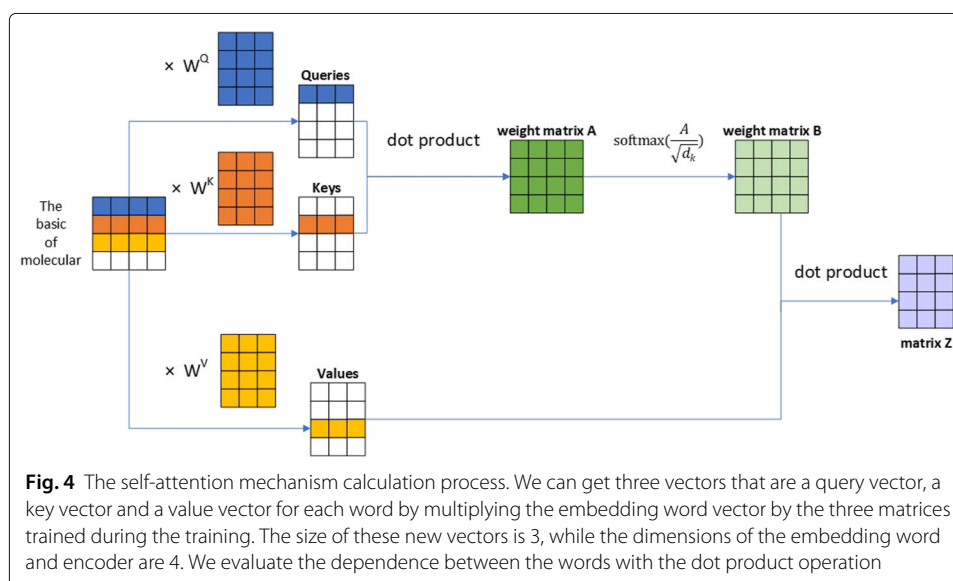 × W^Q
Queries
dot product
weight matrix A
softmax(A/√d_k)
weight matrix B
× W^K
Keys
The
basic
of
molecular
dot product
matrix Z
× W^V
Values
Fig. 4 The self-attention mechanism calculation process. We can get three vectors that are a query vector, a
key vector and a value vector for each word by multiplying the embedding word vector by the three matrices
trained during the training. The size of these new vectors is 3, while the dimensions of the embedding word
and encoder are 4. We evaluate the dependence between the words with the dot product operation